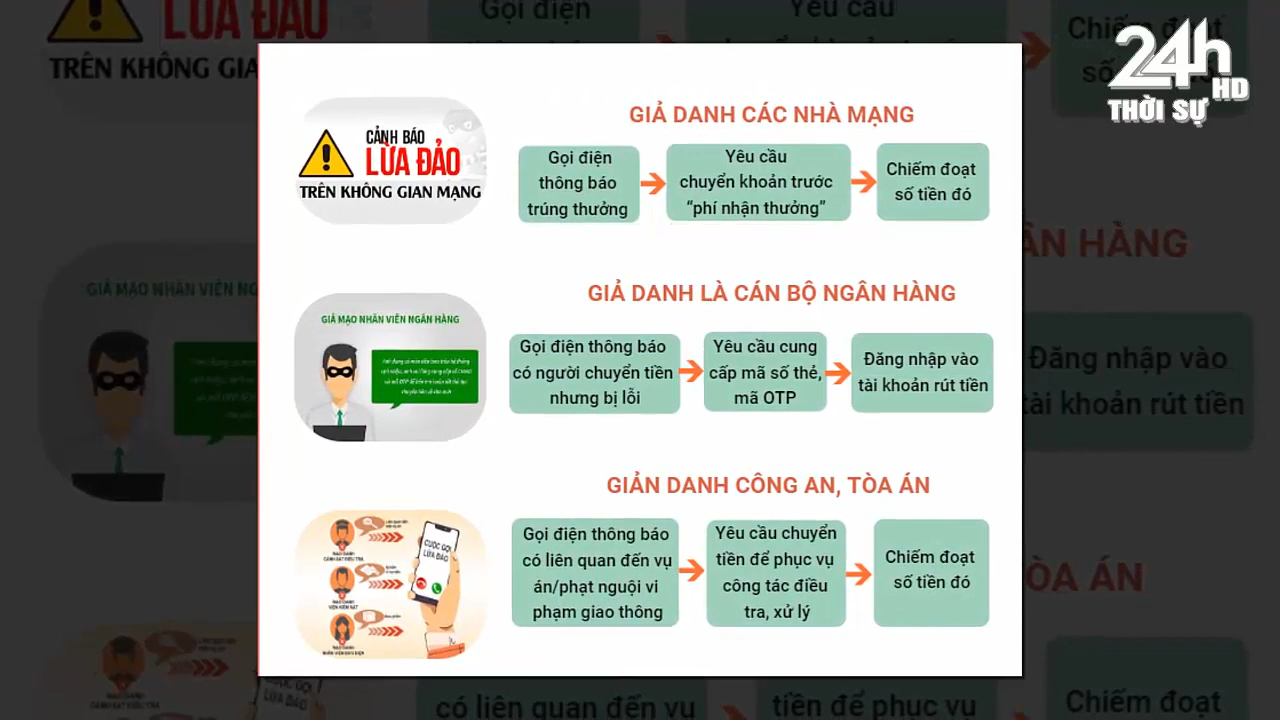 24h
HD
THỜI SỰ
CẢNH BÁO
LỪA ĐẢO
TRÊN KHÔNG GIAN MẠNG
GIẢ DANH CÁC NHÀ MẠNG
Gọi điện
thông báo
trúng thưởng
Yêu cầu
chuyển khoản trước
“phí nhận thưởng”
Chiếm đoạt
số tiền đó
GIẢ MẠO NHÂN VIÊN NGÂN HÀNG
GIẢ DANH LÀ CÁN BỘ NGÂN HÀNG
Gọi điện thông báo
có người chuyển tiền
nhưng bị lỗi
Yêu cầu cung
cấp mã số thẻ,
mã OTP
Đăng nhập vào
tài khoản rút tiền
GIẢN DANH CÔNG AN, TÒA ÁN
CUỘC GỌI
LỪA ĐẢO
Gọi điện thông báo
có liên quan đến vụ
án/phạt nguội vi
phạm giao thông
Yêu cầu chuyển
tiền để phục vụ
công tác điều
tra, xử lý
Chiếm đoạt
số tiền đó